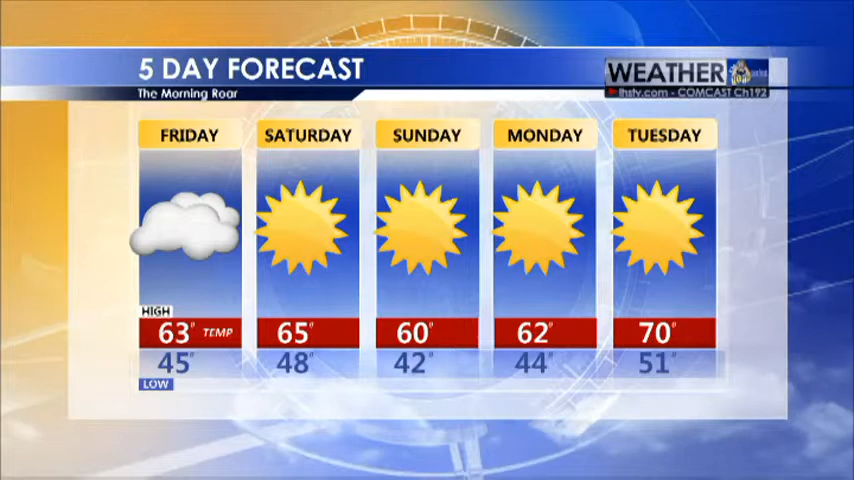 5 DAY FORECAST
The Morning Roar
WEATHER
lhstv.com - COMCAST Ch192
FRIDAY SATURDAY SUNDAY MONDAY TUESDAY
HIGH
63° TEMP 65° 60° 62° 70°
45° 48° 42° 44° 51°
LOW